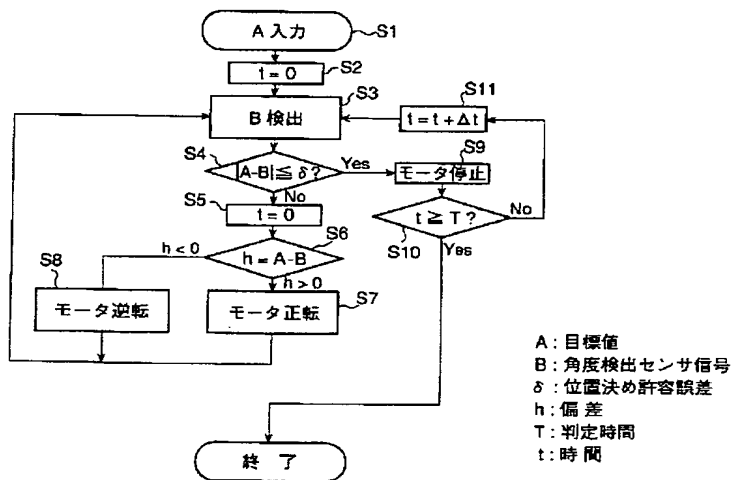 A 入力
S1
S2
t = 0
S3
B 検出
S11
t = t + Δt
S4
|A-B| ≦ δ?
Yes
S9
モータ停止
No
S5
t = 0
t ≧ T ?
No
S10
Yes
S6
h = A-B
h < 0
h > 0
S8
モータ逆転
S7
モータ正転
終 了
A : 目標値
B : 角度検出センサ信号
δ : 位置決め許容誤差
h : 偏差
T : 判定時間
t : 時間